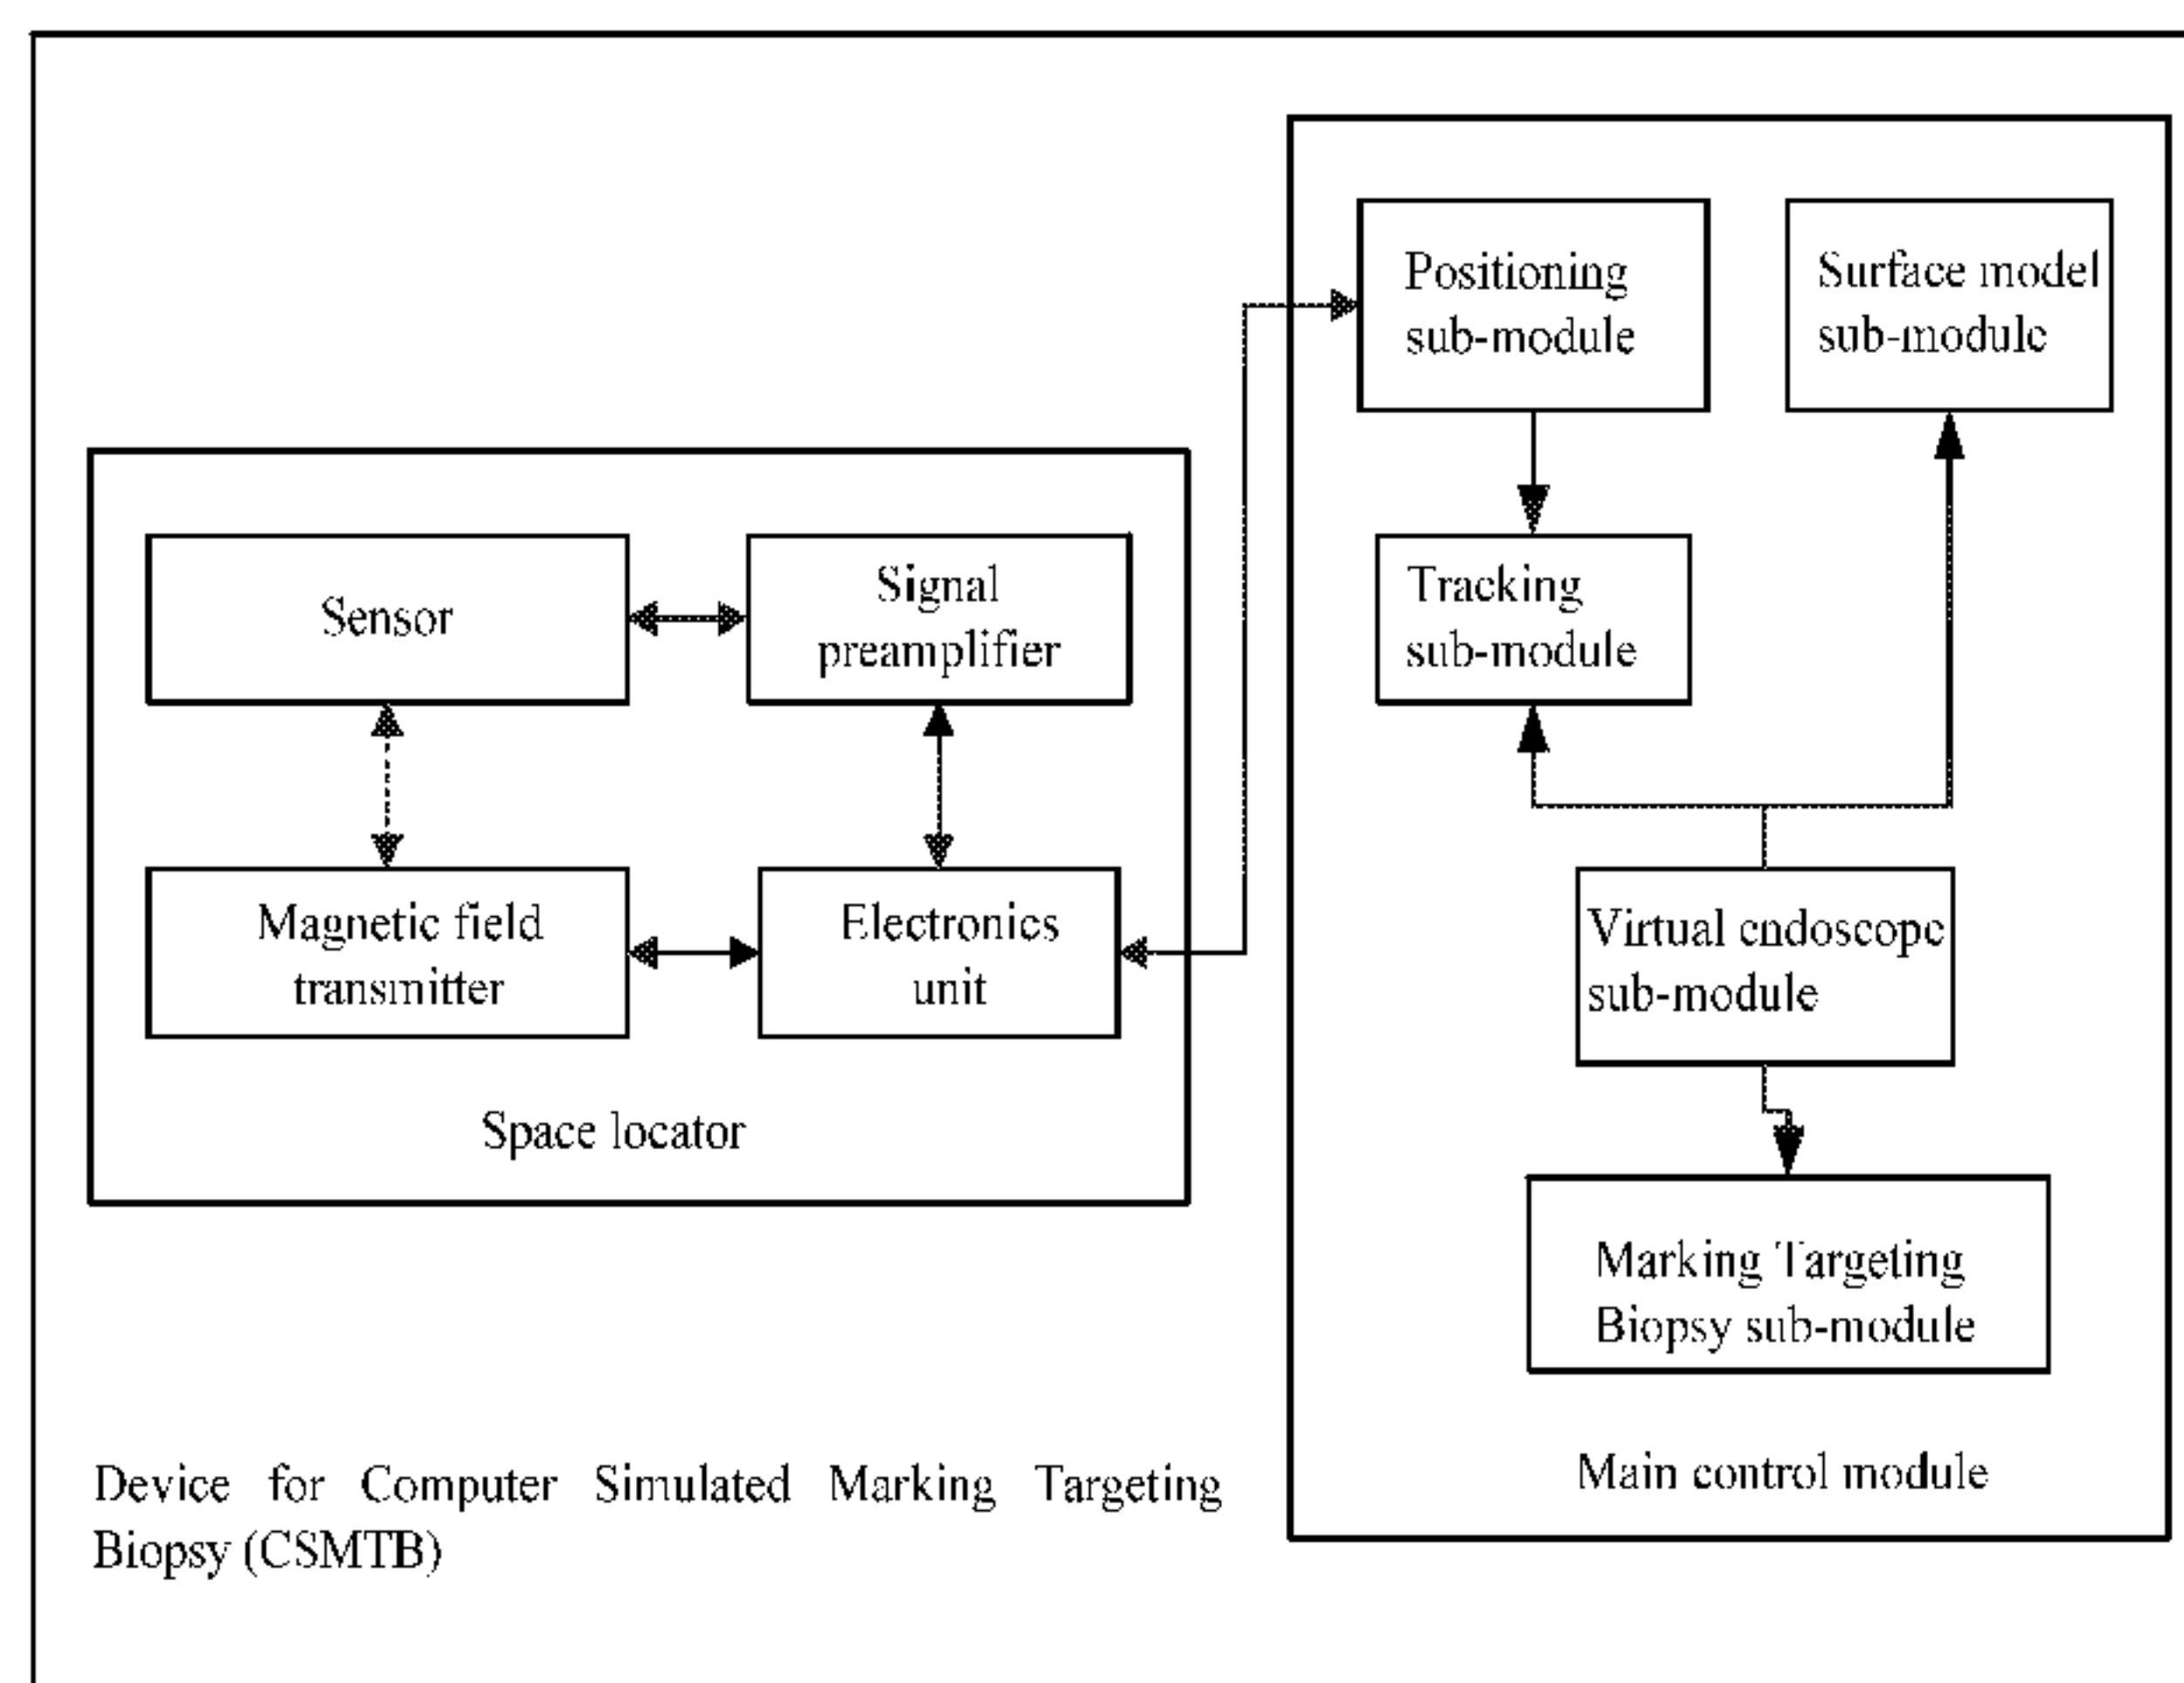 Positioning
sub-module
Surface model
sub-module
Sensor
Signal
preamplifier
Tracking
sub-module
Magnetic field
transmitter
Electronics
unit
Virtual endoscope
sub-module
Space locator
Marking Targeting
Biopsy sub-module
Main control module
Device for Computer Simulated Marking Targeting
Biopsy (CSMTB)